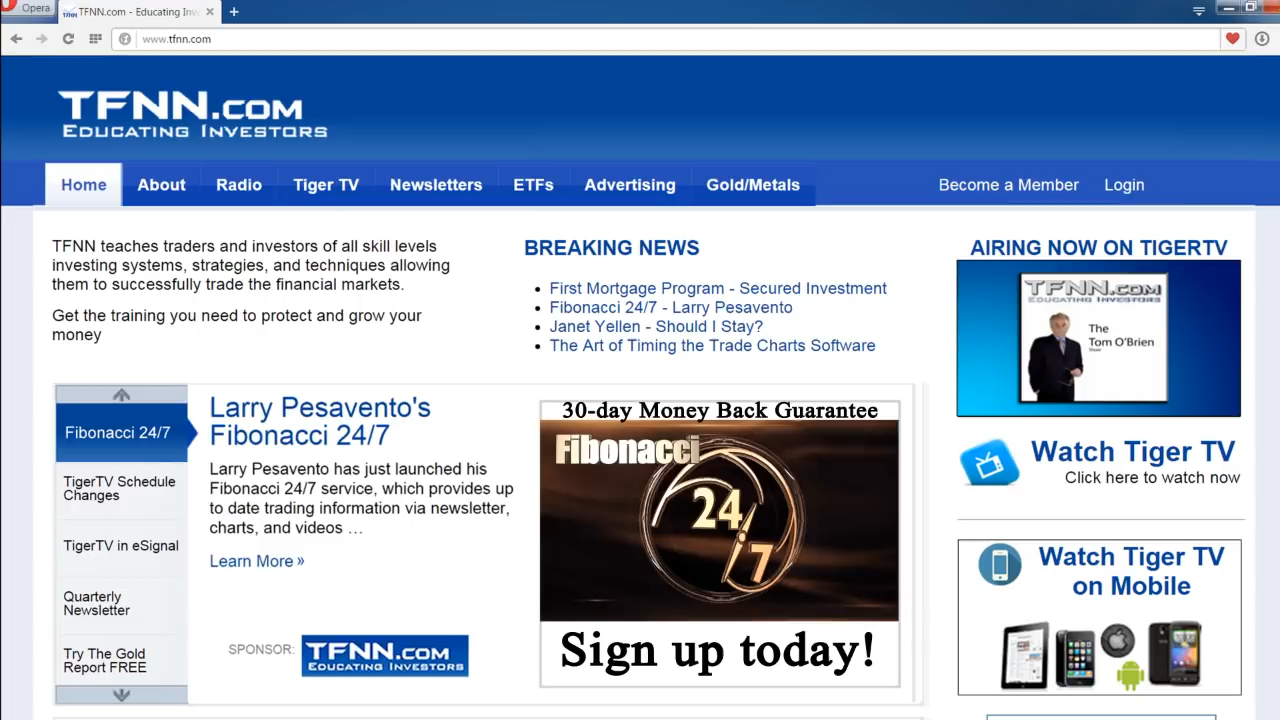 Opera
TFNN.com - Educating Inv
www.tfnn.com
TFNN.COM
EDUCATING INVESTORS
Home
About
Radio
Tiger TV
Newsletters
ETFs
Advertising
Gold/Metals
Become a Member
Login
TFNN teaches traders and investors of all skill levels
investing systems, strategies, and techniques allowing
them to successfully trade the financial markets.
Get the training you need to protect and grow your
money
BREAKING NEWS
First Mortgage Program - Secured Investment
Fibonacci 24/7 - Larry Pesavento
Janet Yellen - Should I Stay?
The Art of Timing the Trade Charts Software
AIRING NOW ON TIGERTV
TFNN.COM
EDUCATING INVESTORS
The
Tom O'Brien
Show
Watch Tiger TV
Click here to watch now
Watch Tiger TV
on Mobile
Fibonacci 24/7
TigerTV Schedule
Changes
TigerTV in eSignal
Quarterly
Newsletter
Try The Gold
Report FREE
Larry Pesavento's
Fibonacci 24/7
Larry Pesavento has just launched his
Fibonacci 24/7 service, which provides up
to date trading information via newsletter,
charts, and videos …
Learn More »
SPONSOR:
TFNN.COM
EDUCATING INVESTORS
30-day Money Back Guarantee
Fibonacci
24
7
Sign up today!